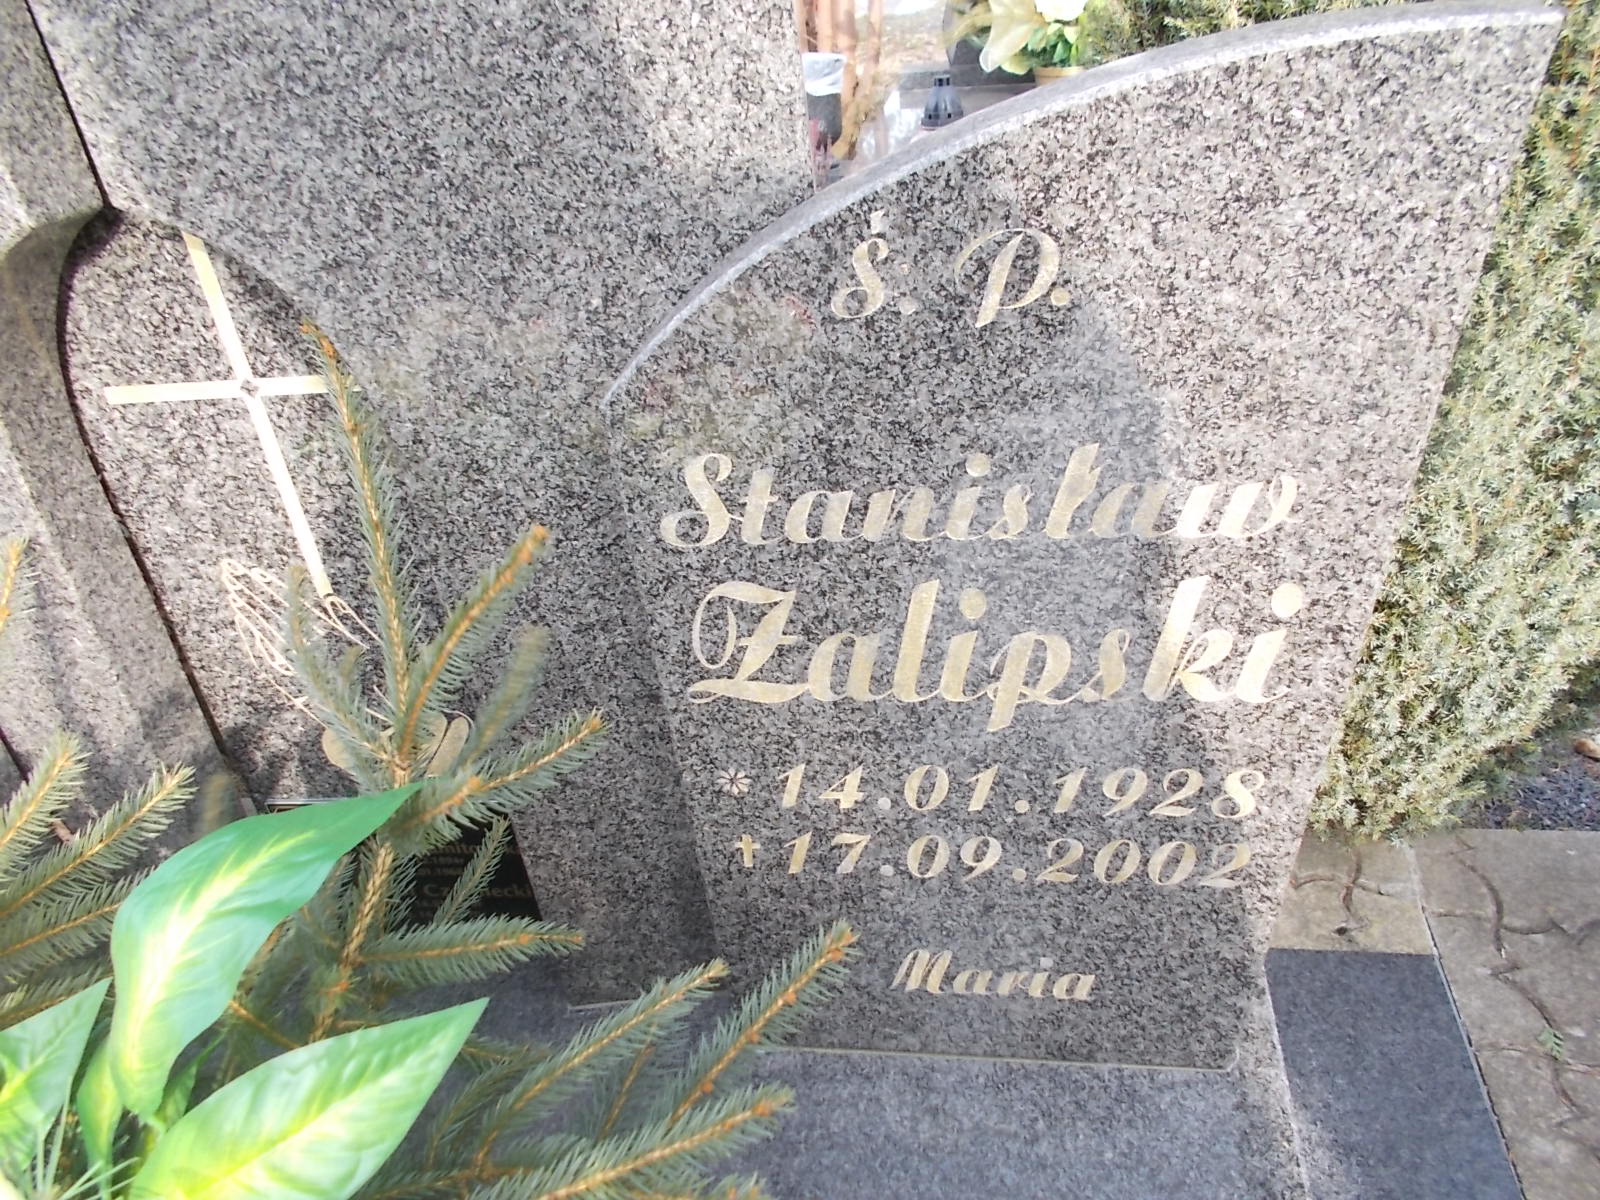 Ś. P.
Stanisław
Zalipski
* 14.01.1928
+ 17.09.2002
Maria